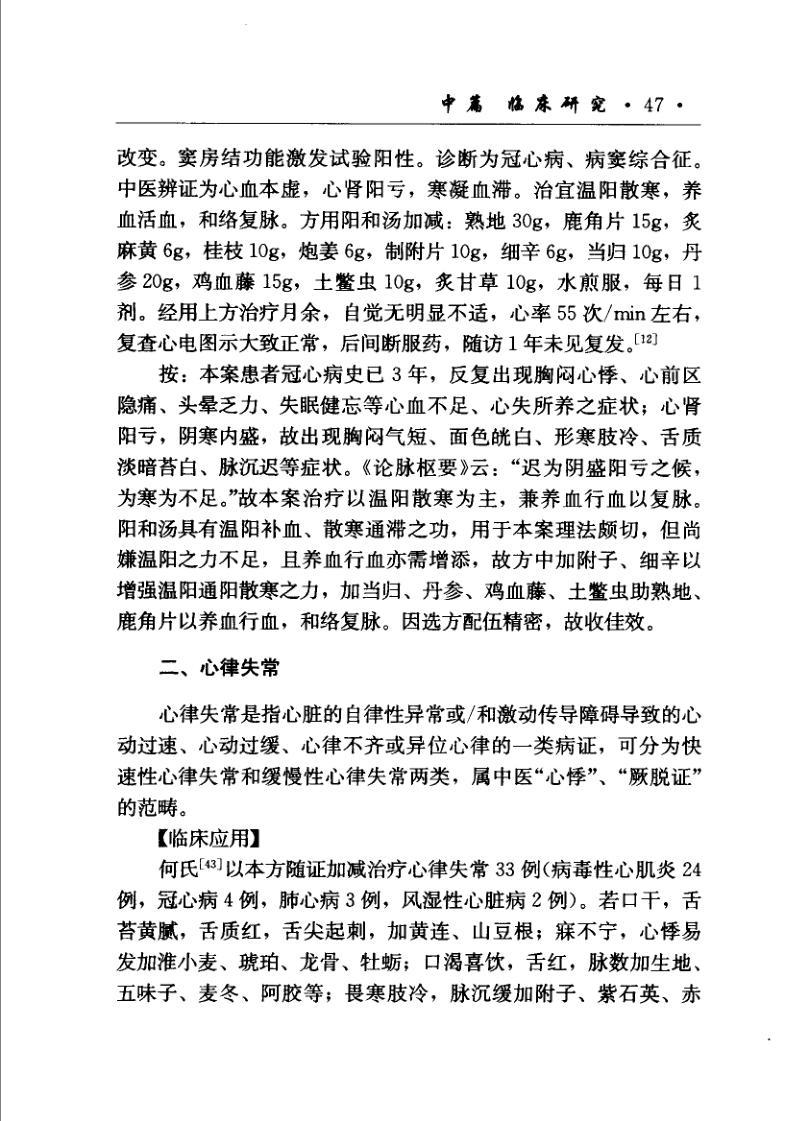 中篇 临床研究 · 47 ·
改变。窦房结功能激发试验阳性。诊断为冠心病、病窦综合征。
中医辨证为心血本虚，心肾阳亏，寒凝血滞。治宜温阳散寒，养
血活血，和络复脉。方用阳和汤加减：熟地 30g，鹿角片 15g，炙
麻黄 6g，桂枝 10g，炮姜 6g，制附片 10g，细辛 6g，当归 10g，丹
参 20g，鸡血藤 15g，土鳖虫 10g，炙甘草 10g，水煎服，每日 1
剂。经用上方治疗月余，自觉无明显不适，心率 55 次/min 左右，
复查心电图示大致正常，后间断服药，随访 1 年未见复发。[12]
按：本案患者冠心病史已 3 年，反复出现胸闷心悸、心前区
隐痛、头晕乏力、失眠健忘等心血不足、心失所养之症状；心肾
阳亏，阴寒内盛，故出现胸闷气短、面色㿠白、形寒肢冷、舌质
淡暗苔白、脉沉迟等症状。《论脉枢要》云：“迟为阴盛阳亏之候，
为寒为不足。”故本案治疗以温阳散寒为主，兼养血行血以复脉。
阳和汤具有温阳补血、散寒通滞之功，用于本案理法颇切，但尚
嫌温阳之力不足，且养血行血亦需增添，故方中加附子、细辛以
增强温阳通阳散寒之力，加当归、丹参、鸡血藤、土鳖虫助熟地、
鹿角片以养血行血，和络复脉。因选方配伍精密，故收佳效。
二、心律失常
心律失常是指心脏的自律性异常或/和激动传导障碍导致的心
动过速、心动过缓、心律不齐或异位心律的一类病证，可分为快
速性心律失常和缓慢性心律失常两类，属中医“心悸”、“厥脱证”
的范畴。
【临床应用】
何氏[43]以本方随证加减治疗心律失常 33 例（病毒性心肌炎 24
例，冠心病 4 例，肺心病 3 例，风湿性心脏病 2 例）。若口干，舌
苔黄腻，舌质红，舌尖起刺，加黄连、山豆根；寐不宁，心悸易
发加淮小麦、琥珀、龙骨、牡蛎；口渴喜饮，舌红，脉数加生地、
五味子、麦冬、阿胶等；畏寒肢冷，脉沉缓加附子、紫石英、赤